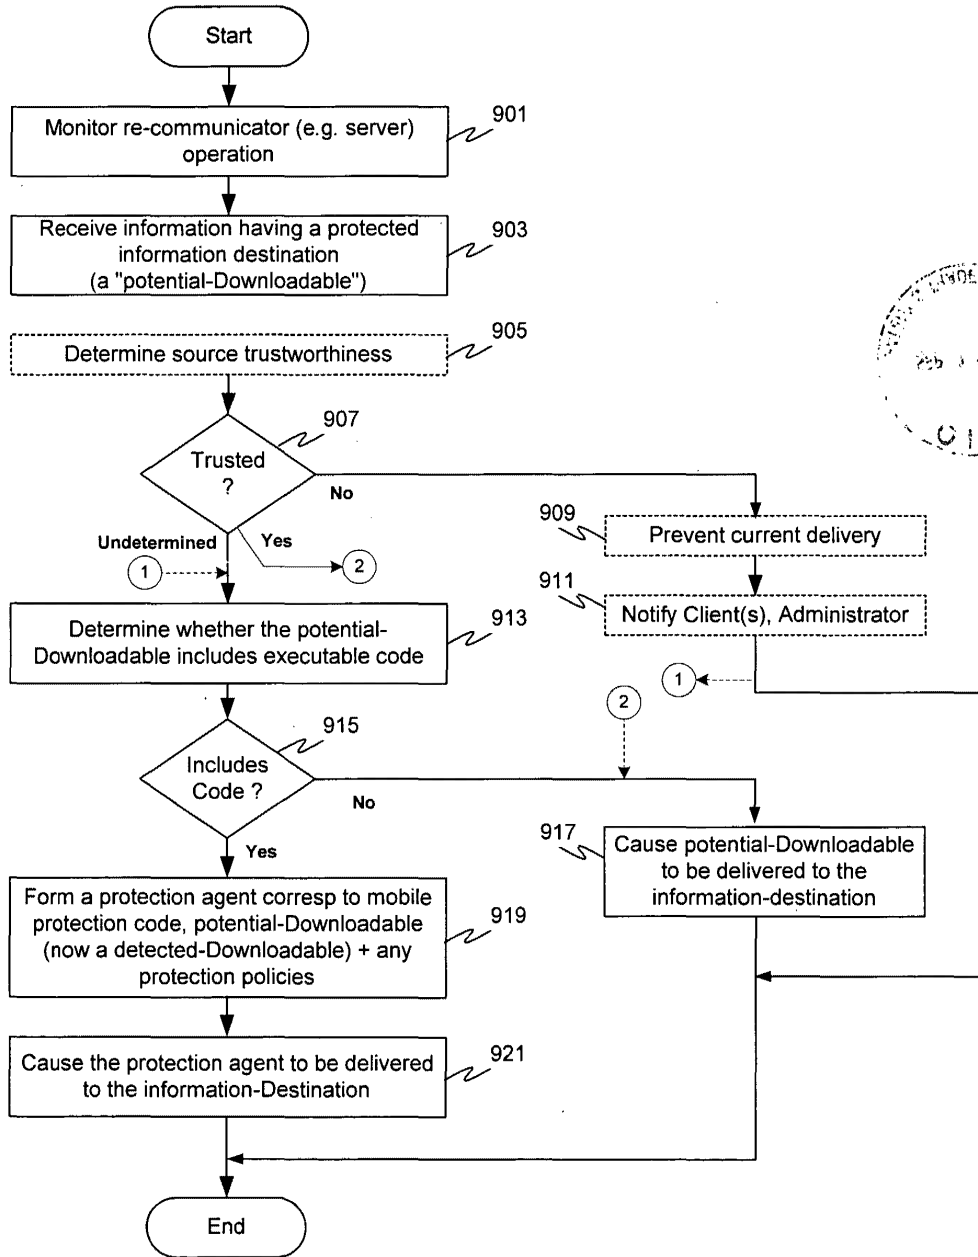 Start
Monitor re-communicator (e.g. server)
operation
901
Receive information having a protected
information destination
(a "potential-Downloadable")
903
Determine source trustworthiness
905
907
Trusted
?
No
Undetermined
Yes
1
2
909
Prevent current delivery
911
Notify Client(s), Administrator
1
2
Determine whether the potential-
Downloadable includes executable code
913
915
Includes
Code ?
No
Yes
917
Cause potential-Downloadable
to be delivered to the
information-destination
Form a protection agent corresp to mobile
protection code, potential-Downloadable
(now a detected-Downloadable) + any
protection policies
919
Cause the protection agent to be delivered
to the information-Destination
921
End